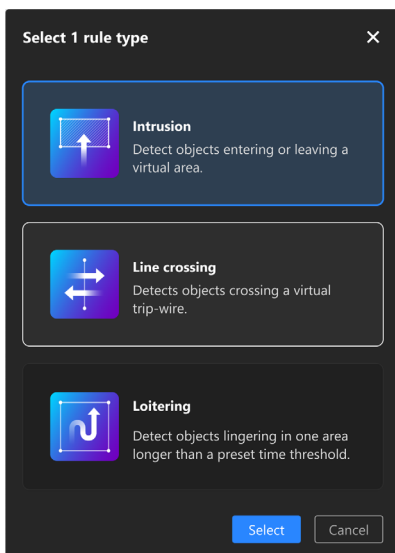 Select 1 rule type
Intrusion
Detect objects entering or leaving a
virtual area.
Line crossing
Detects objects crossing a virtual
trip-wire.
Loitering
Detect objects lingering in one area
longer than a preset time threshold.
Select
Cancel